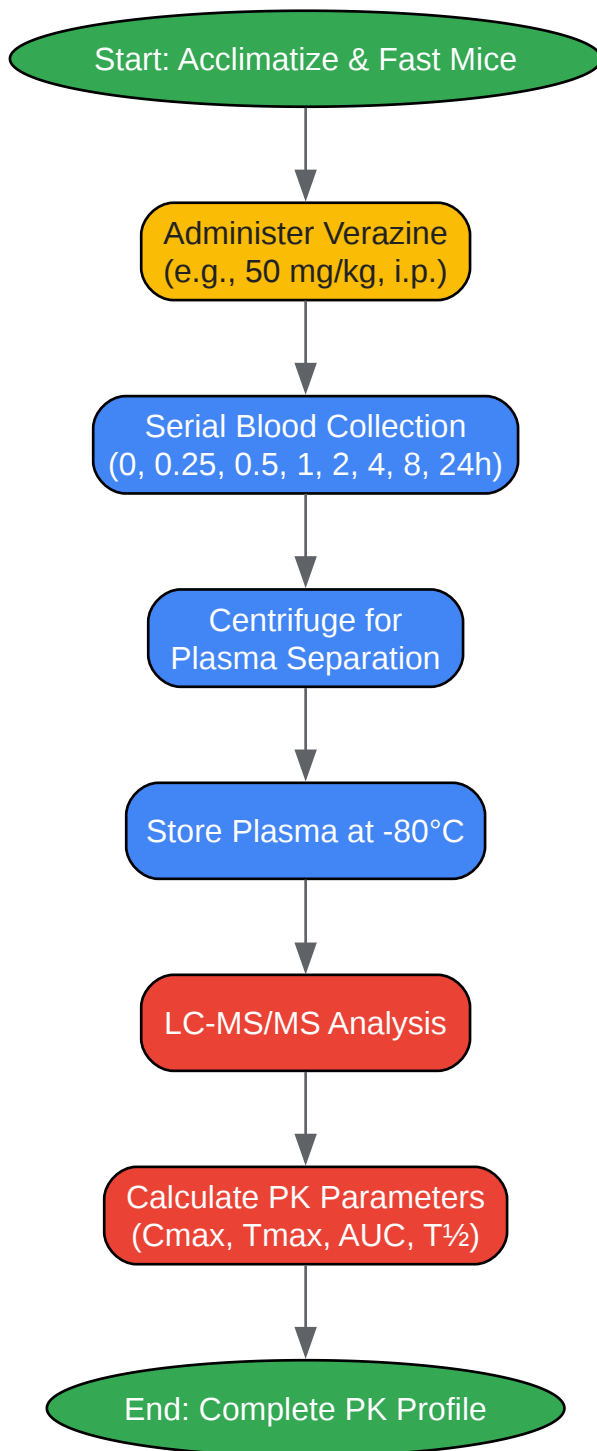 Start: Acclimatize & Fast Mice
Administer Verazine
(e.g., 50 mg/kg, i.p.)
Serial Blood Collection
(0, 0.25, 0.5, 1, 2, 4, 8, 24h)
Centrifuge for
Plasma Separation
Store Plasma at -80°C
LC-MS/MS Analysis
Calculate PK Parameters
(Cmax, Tmax, AUC, T½)
End: Complete PK Profile